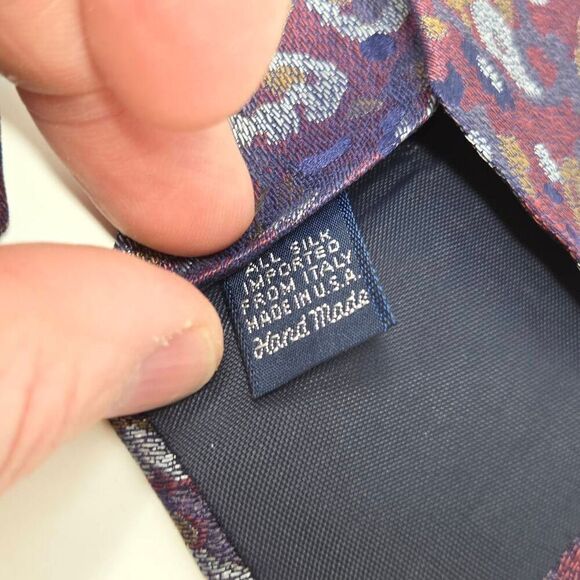 ALL SILK
IMPORTED
FROM ITALY
MADE IN U.S.A
Hand Made